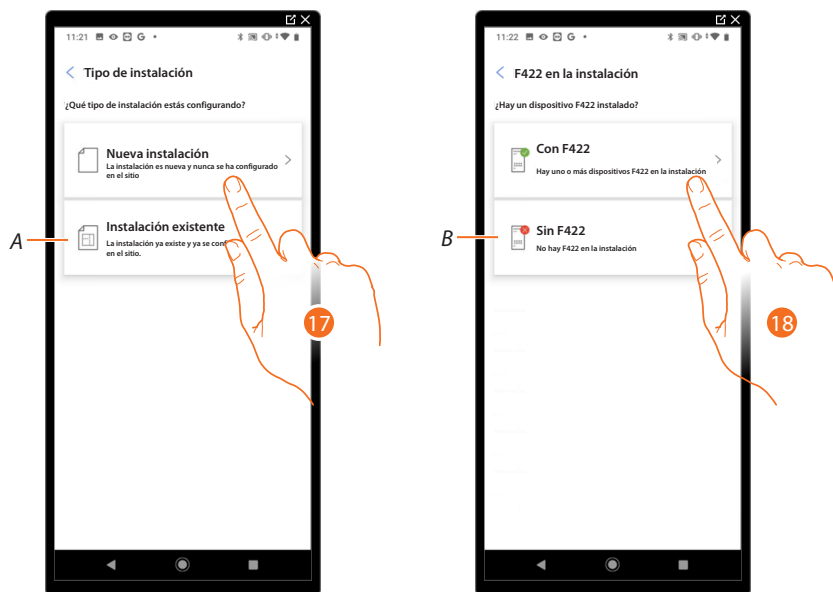 11:21 G
Tipo de instalación
¿Qué tipo de instalación estás configurando?
Nueva instalación
La instalación es nueva y nunca se ha configurado
en el sitio
A
Instalación existente
La instalación ya existe y ya se
en el sitio.
17
11:22 G
F422 en la instalación
¿Hay un dispositivo F422 instalado?
Con F422
Hay uno o más dispositivos F422 en la instalación
B
Sin F422
No hay F422 en la instalación
18